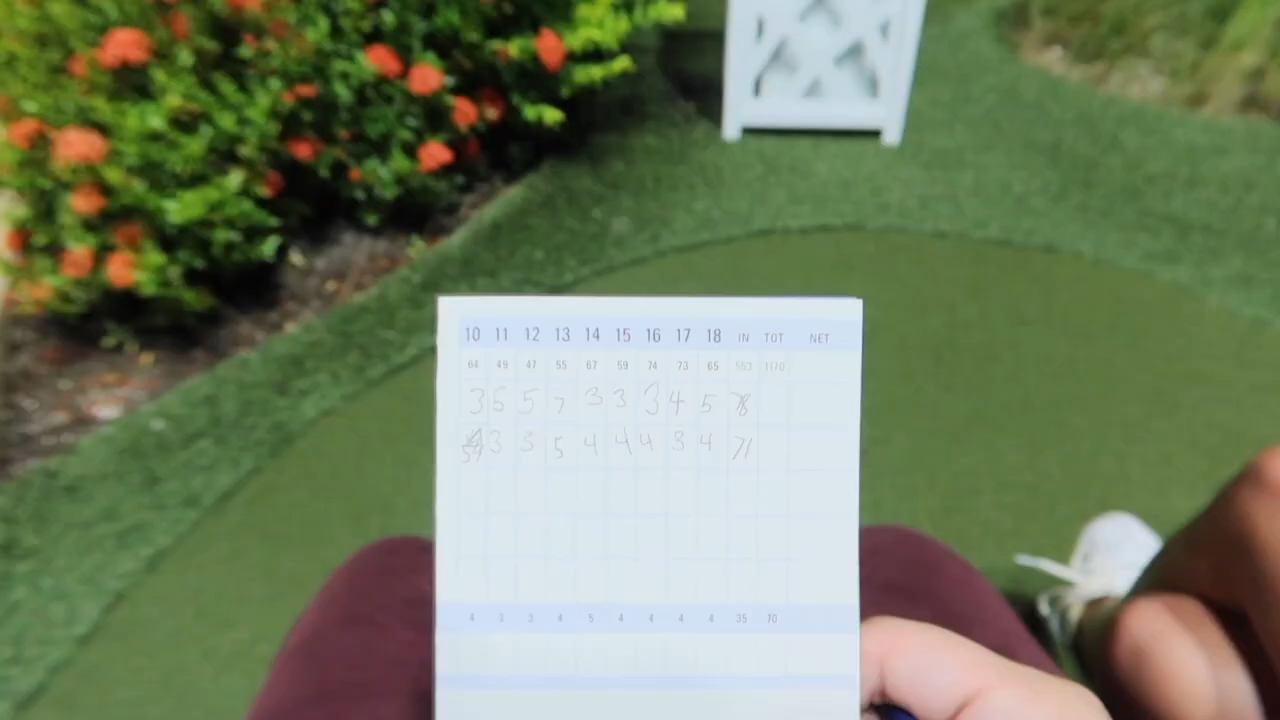 10 11 12 13 14 15 16 17 18 IN TOT NET
64 49 47 55 67 59 74 73 65 553 1170
3 5 5 7 3 3 3 4 5 78
3 3 5 4 4 4 3 4 71
4 3 3 4 5 4 4 4 4 35 70